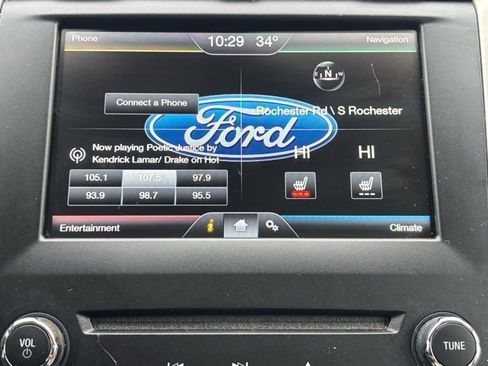 Phone
10:29 34°
Navigation
N
E W
Connect a Phone
Rochester Rd \ S Rochester
Ford
Now playing Poetic Justice by
Kendrick Lamar/ Drake on Hot
HI HI
105.1 107.5 97.9
93.9 98.7 95.5
Entertainment
i
Climate
VOL
TUNE